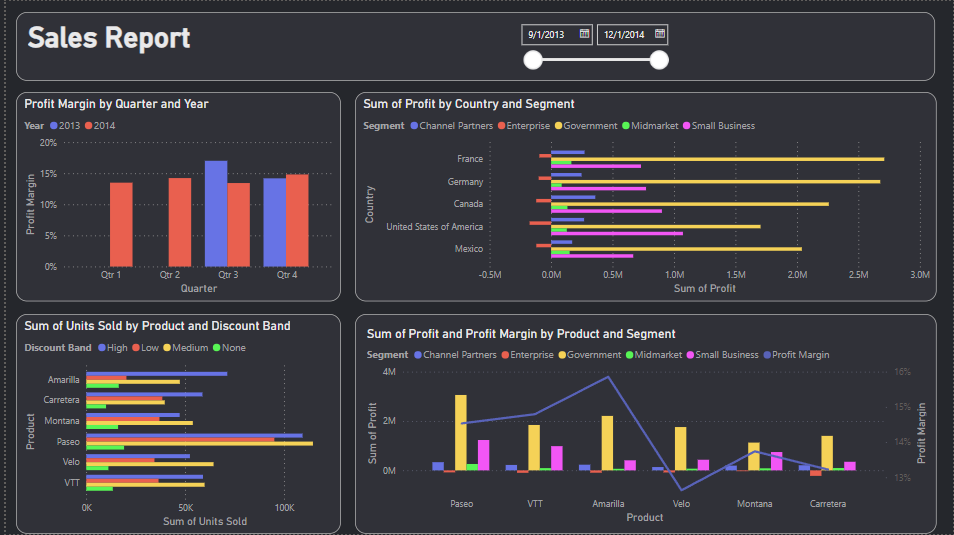 Sales Report
9/1/2013 12/1/2014
Profit Margin by Quarter and Year
Year 2013 2014
20%
15%
10%
5%
0%
Profit Margin
Qtr 1 Qtr 2 Qtr 3 Qtr 4
Quarter
Sum of Profit by Country and Segment
Segment Channel Partners Enterprise Government Midmarket Small Business
Country
France
Germany
Canada
United States of America
Mexico
-0.5M 0.0M 0.5M 1.0M 1.5M 2.0M 2.5M 3.0M
Sum of Profit
Sum of Units Sold by Product and Discount Band
Discount Band High Low Medium None
Product
Amarilla
Carretera
Montana
Paseo
Velo
VTT
0K 50K 100K
Sum of Units Sold
Sum of Profit and Profit Margin by Product and Segment
Segment Channel Partners Enterprise Government Midmarket Small Business Profit Margin
Sum of Profit
4M
2M
0M
16%
15%
14%
13%
Profit Margin
Paseo VTT Amarilla Velo Montana Carretera
Product